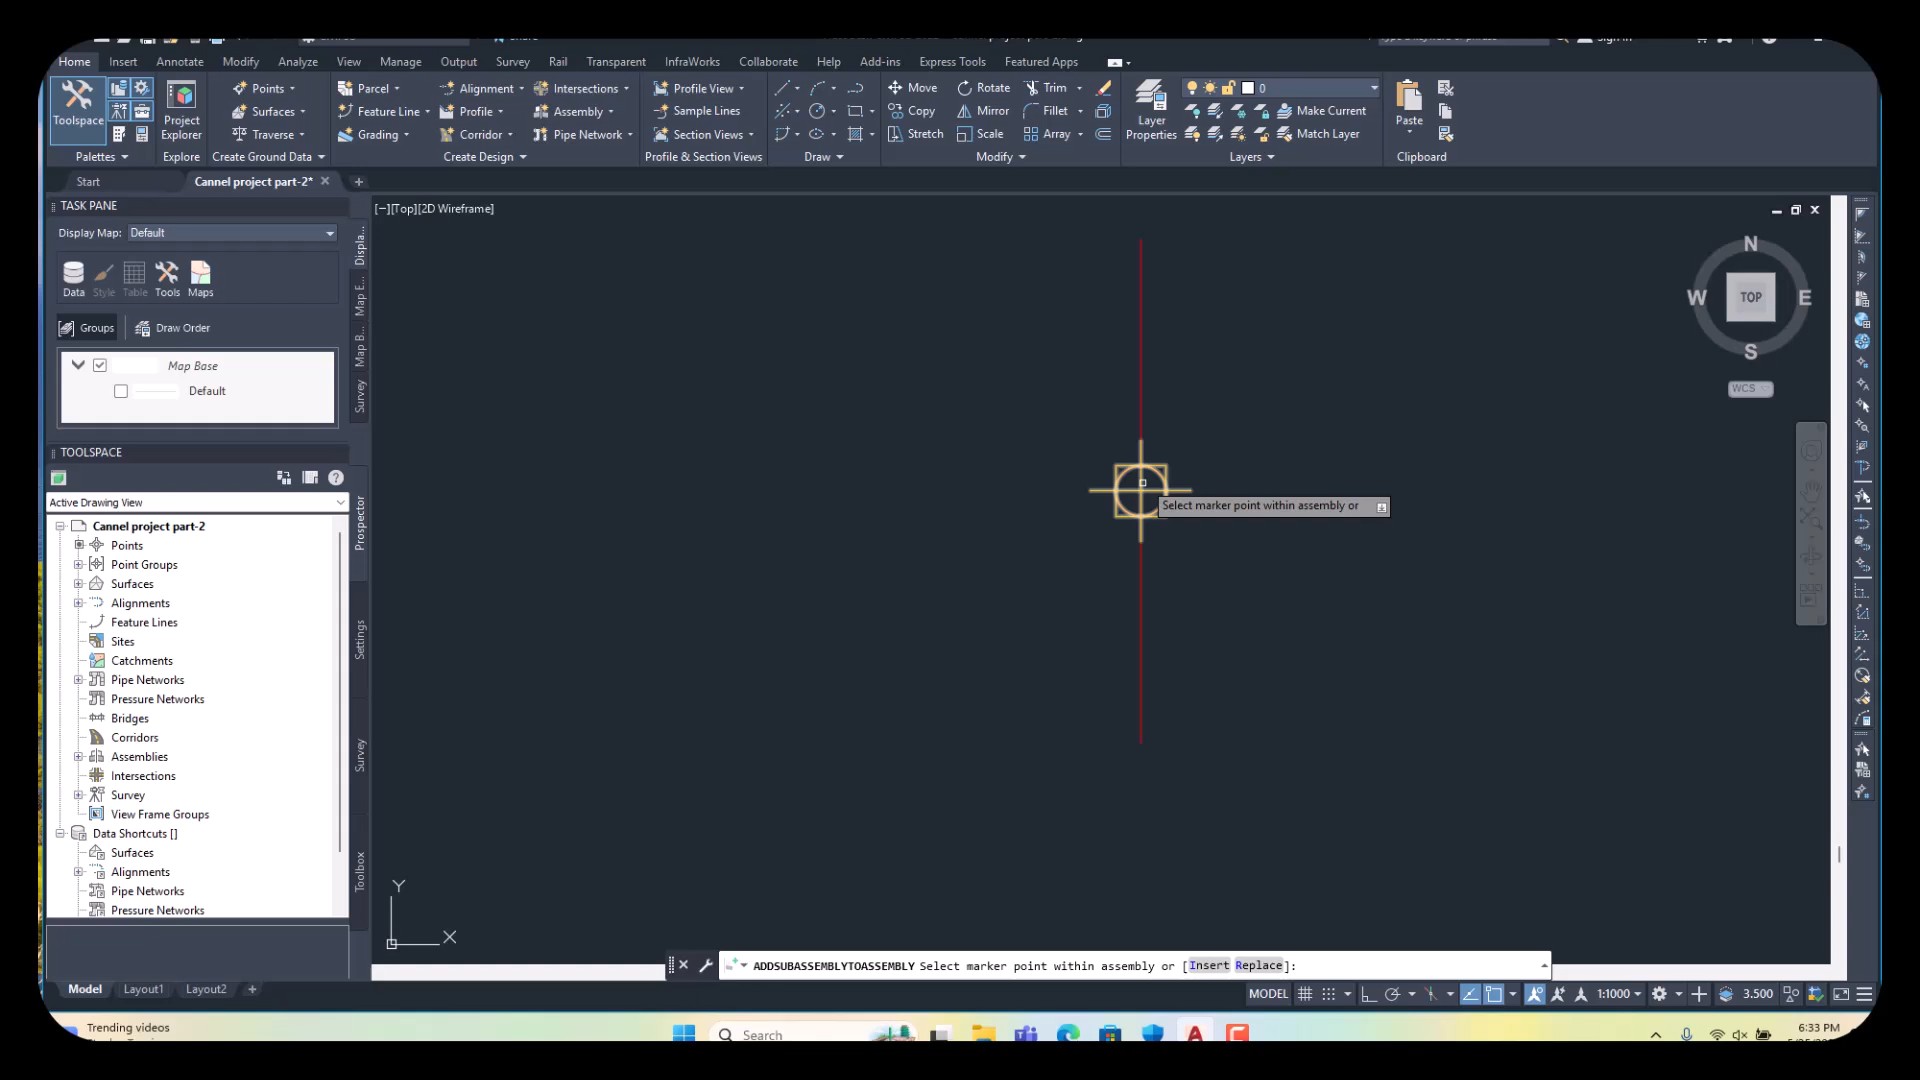 Home Insert Annotate Modify Analyze View Manage Output Survey Rail Transparent InfraWorks Collaborate Help Add-ins Express Tools Featured Apps
Points Parcel Alignment Intersections Profile View Move Rotate Trim 0
Surfaces Feature Line Profile Assembly Sample Lines Copy Mirror Fillet Make Current
Toolspace Project Explorer Layer Properties Paste
Traverse Grading Corridor Pipe Network Section Views Stretch Scale Array Match Layer
Palettes Explore Create Ground Data Create Design Profile & Section Views Draw Modify Layers Clipboard
Start Cannel project part-2*
TASK PANE
[−][Top][2D Wireframe]
Display Map: Default
Data Style Table Tools Maps
Groups Draw Order
Map Base
Default
Displa...
Map E...
Map B...
Survey
N
W TOP E
S
WCS
TOOLSPACE
Active Drawing View
Cannel project part-2
Points
Point Groups
Surfaces
Alignments
Feature Lines
Sites
Catchments
Pipe Networks
Pressure Networks
Bridges
Corridors
Assemblies
Intersections
Survey
View Frame Groups
Data Shortcuts []
Surfaces
Alignments
Pipe Networks
Pressure Networks
Prospector
Settings
Survey
Toolbox
Select marker point within assembly or
Y
X
ADDSUBASSEMBLYTOASSEMBLY Select marker point within assembly or [Insert Replace]:
Model Layout1 Layout2
MODEL 1:1000 3.500
Trending videos
Search
6:33 PM